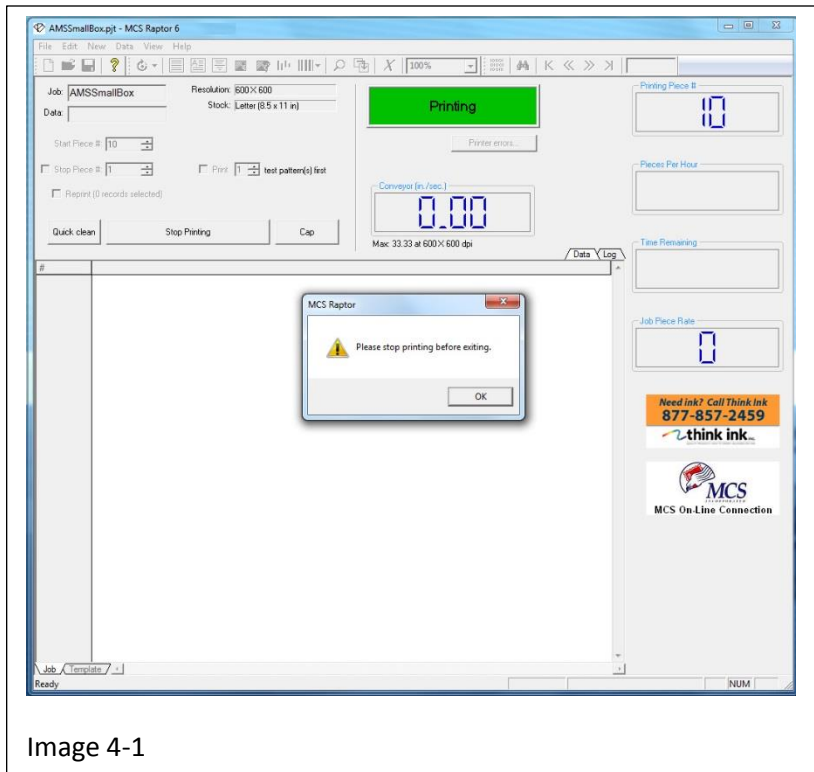 AMSSmallBox.pjt - MCS Raptor 6
File Edit New Data View Help
100%
Job: AMSSmallBox
Resolution: 600 X 600
Data:
Stock: Letter (8.5 x 11 in)
Start Piece #: 10
Stop Piece #: 1
Print 1 test pattern(s) first
Reprint (0 records selected)
Quick clean
Stop Printing
Cap
Printing
Printer errors...
Conveyor (in./sec.)
0.00
Max: 33.33 at 600 X 600 dpi
Data Log
Printing Piece #
10
Pieces Per Hour
Time Remaining
Job Piece Rate
0
#
MCS Raptor
Please stop printing before exiting.
OK
Need ink? Call Think Ink
877-857-2459
think ink
MCS
INCORPORATED
MCS On-Line Connection
Job Template
Ready
NUM
Image 4-1